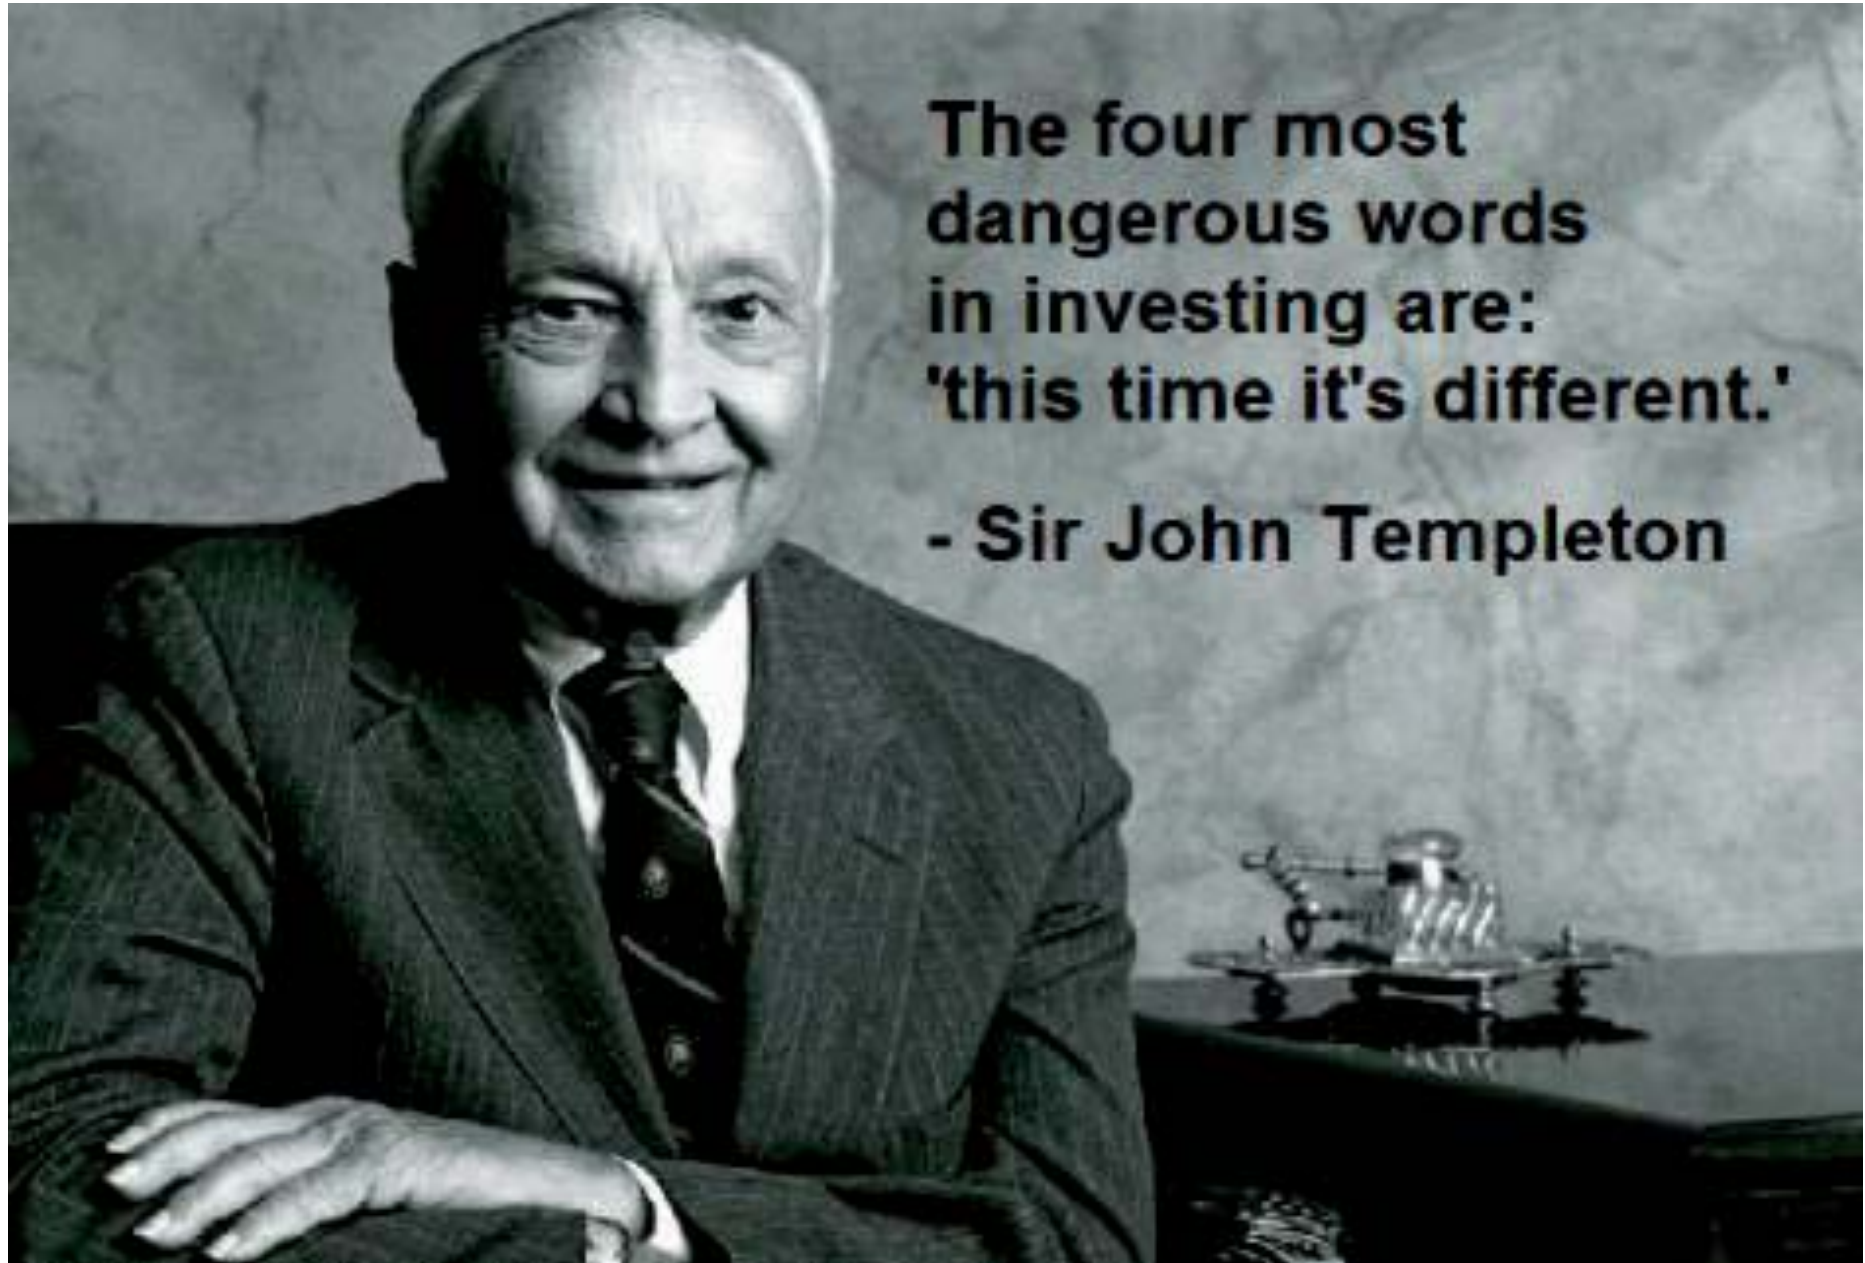 The four most
dangerous words
in investing are:
'this time it's different.'
- Sir John Templeton